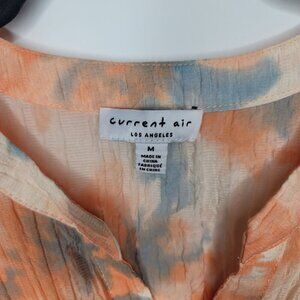 current air
LOS ANGELES
M
MADE IN
CHINA
FABRIQUÉ
EN CHINE